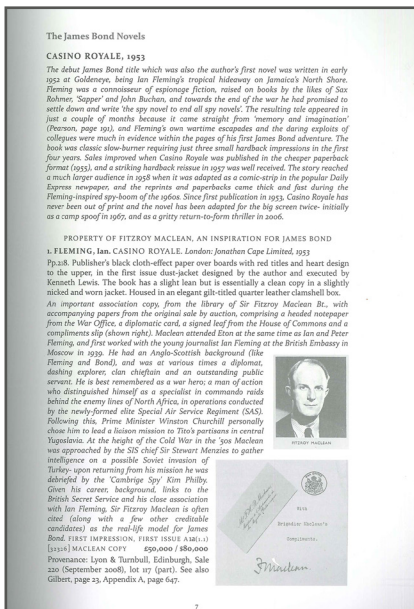 The James Bond Novels
CASINO ROYALE, 1953
The debut James Bond title which was also the author's first novel was written in early
1952 at Goldeneye, being Ian Fleming's tropical hideaway on Jamaica's North Shore.
Fleming was a connoisseur of espionage fiction, raised on books by the likes of Sax
Rohmer, 'Sapper' and John Buchan, and towards the end of the war he had promised to
settle down and write 'the spy novel to end all spy novels'. The resulting tale appeared in
just a couple of months because it came straight from 'memory and imagination'
(Pearson, page 191), and Fleming's own wartime escapades and the daring exploits of
collegues were much in evidence within the pages of his first James Bond adventure. The
book was classic slow-burner requiring just three small hardback impressions in the first
four years. Sales improved when Casino Royale was published in the cheaper paperback
format (1955), and a striking hardback reissue in 1957 was well received. The story reached
a much larger audience in 1958 when it was adapted as a comic-strip in the popular Daily
Express newspaper, and the reprints and paperbacks came thick and fast during the
Fleming-inspired spy-boom of the 1960s. Since first publication in 1953, Casino Royale has
never been out of print and the novel has been adapted for the big screen twice- initially
as a camp spoof in 1967, and as a gritty return-to-form thriller in 2006.
PROPERTY OF FITZROY MACLEAN, AN INSPIRATION FOR JAMES BOND
1. FLEMING, Ian. CASINO ROYALE. London: Jonathan Cape Limited, 1953
Pp.218. Publisher's black cloth-effect paper over boards with red titles and heart design
to the upper, in the first issue dust-jacket designed by the author and executed by
Kenneth Lewis. The book has a slight lean but is essentially a clean copy in a slightly
nicked and worn jacket. Housed in an elegant gilt-titled quarter leather clamshell box.
An important association copy, from the library of Sir Fitzroy Maclean Bt., with
accompanying papers from the original sale by auction, comprising a headed notepaper
from the War Office, a diplomatic card, a signed leaf from the House of Commons and a
compliments slip (shown right). Maclean attended Eton at the same time as Ian and Peter
Fleming, and first worked with the young journalist Ian Fleming at the British Embassy in
Moscow in 1939. He had an Anglo-Scottish background (like
Fleming and Bond), and was at various times a diplomat,
dashing explorer, clan chieftain and an outstanding public
servant. He is best remembered as a war hero; a man of action
who distinguished himself as a specialist in commando raids
behind the enemy lines of North Africa, in operations conducted
by the newly-formed elite Special Air Service Regiment (SAS).
Following this, Prime Minister Winston Churchill personally
chose him to lead a liaison mission to Tito's partisans in central
Yugoslavia. At the height of the Cold War in the '50s Maclean
was approached by the SIS chief Sir Stewart Menzies to gather
intelligence on a possible Soviet invasion of
Turkey- upon returning from his mission he was
debriefed by the 'Cambrige Spy' Kim Philby.
Given his career, background, links to the
British Secret Service and his close association
with Ian Fleming, Sir Fitzroy Maclean is often
cited (along with a few other creditable
candidates) as the real-life model for James
Bond. FIRST IMPRESSION, FIRST ISSUE A1a(1.1)
[32326] MACLEAN COPY £50,000 / $80,000
Provenance: Lyon & Turnbull, Edinburgh, Sale
220 (September 2008), lot 117 (part). See also
Gilbert, page 23, Appendix A, page 647.
FITZROY MACLEAN
With
Brigadier Maclean's
Compliments.
7